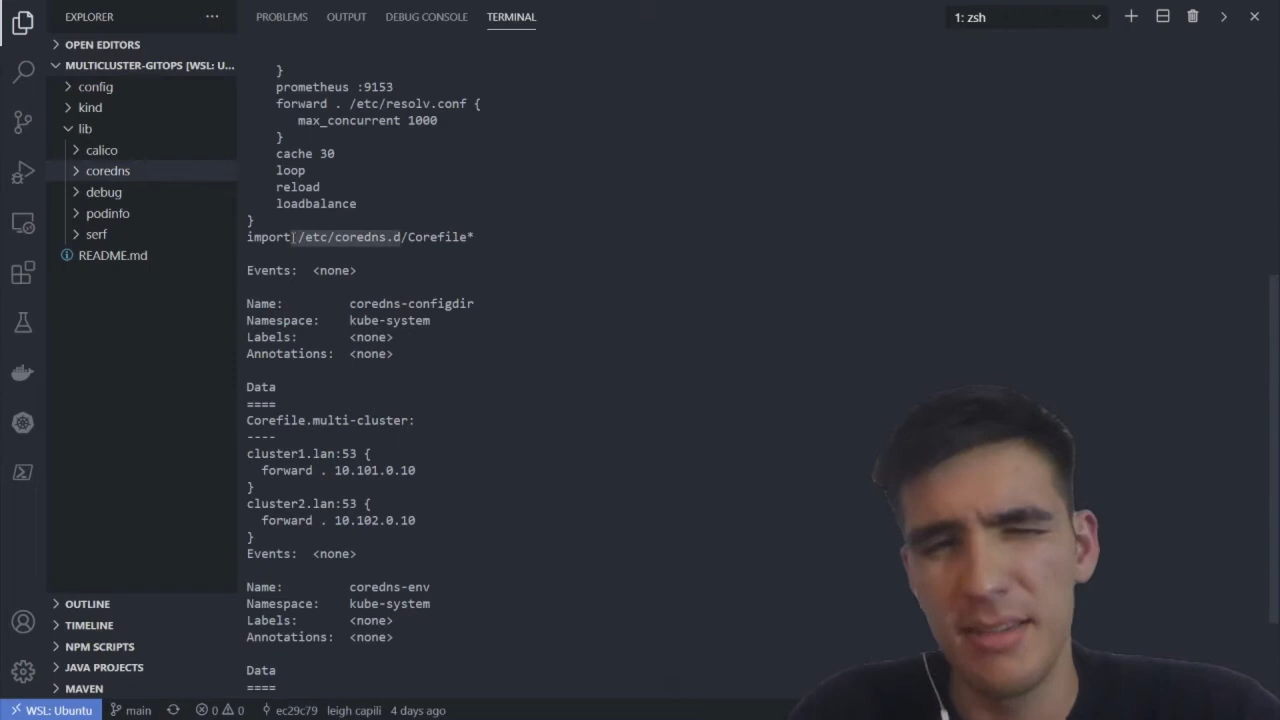 EXPLORER
PROBLEMS OUTPUT DEBUG CONSOLE TERMINAL
1: zsh
OPEN EDITORS
MULTICLUSTER-GITOPS [WSL: U...
config
kind
lib
calico
coredns
debug
podinfo
serf
README.md
OUTLINE
TIMELINE
NPM SCRIPTS
JAVA PROJECTS
MAVEN
}
prometheus :9153
forward . /etc/resolv.conf {
max_concurrent 1000
}
cache 30
loop
reload
loadbalance
}
import /etc/coredns.d/Corefile*
Events: <none>
Name: coredns-configdir
Namespace: kube-system
Labels: <none>
Annotations: <none>
Data
====
Corefile.multi-cluster:
----
cluster1.lan:53 {
forward . 10.101.0.10
}
cluster2.lan:53 {
forward . 10.102.0.10
}
Events: <none>
Name: coredns-env
Namespace: kube-system
Labels: <none>
Annotations: <none>
Data
====
WSL: Ubuntu main 0 0 ec29c79 leigh capili 4 days ago